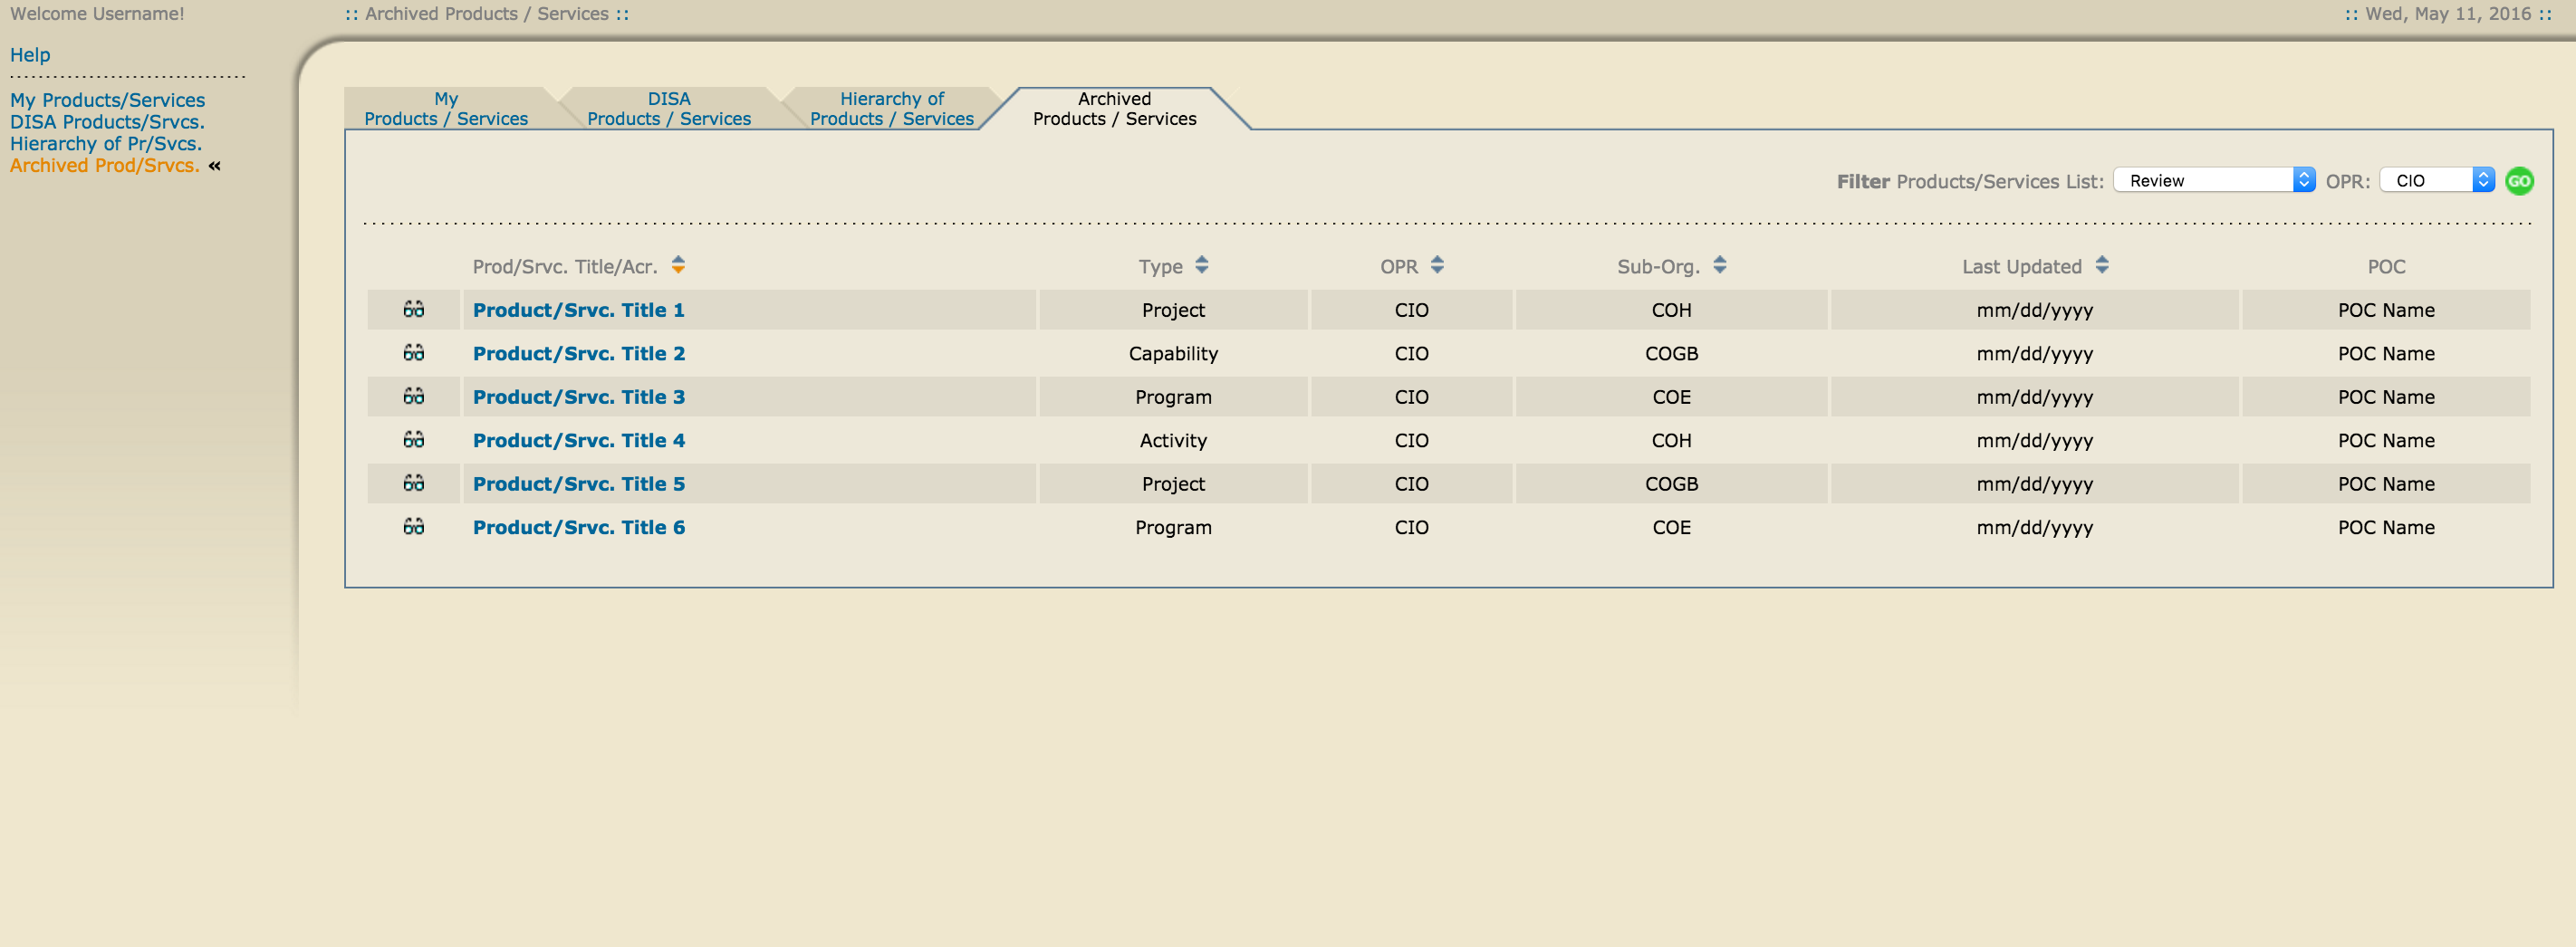 Welcome Username!
:: Archived Products / Services ::
:: Wed, May 11, 2016 ::
Help
My Products/Services
DISA Products/Srvcs.
Hierarchy of Pr/Svcs.
Archived Prod/Srvcs. «
My
Products / Services
DISA
Products / Services
Hierarchy of
Products / Services
Archived
Products / Services
Filter Products/Services List: Review OPR: CIO GO
Prod/Srvc. Title/Acr. Type OPR Sub-Org. Last Updated POC
Product/Srvc. Title 1 Project CIO COH mm/dd/yyyy POC Name
Product/Srvc. Title 2 Capability CIO COGB mm/dd/yyyy POC Name
Product/Srvc. Title 3 Program CIO COE mm/dd/yyyy POC Name
Product/Srvc. Title 4 Activity CIO COH mm/dd/yyyy POC Name
Product/Srvc. Title 5 Project CIO COGB mm/dd/yyyy POC Name
Product/Srvc. Title 6 Program CIO COE mm/dd/yyyy POC Name